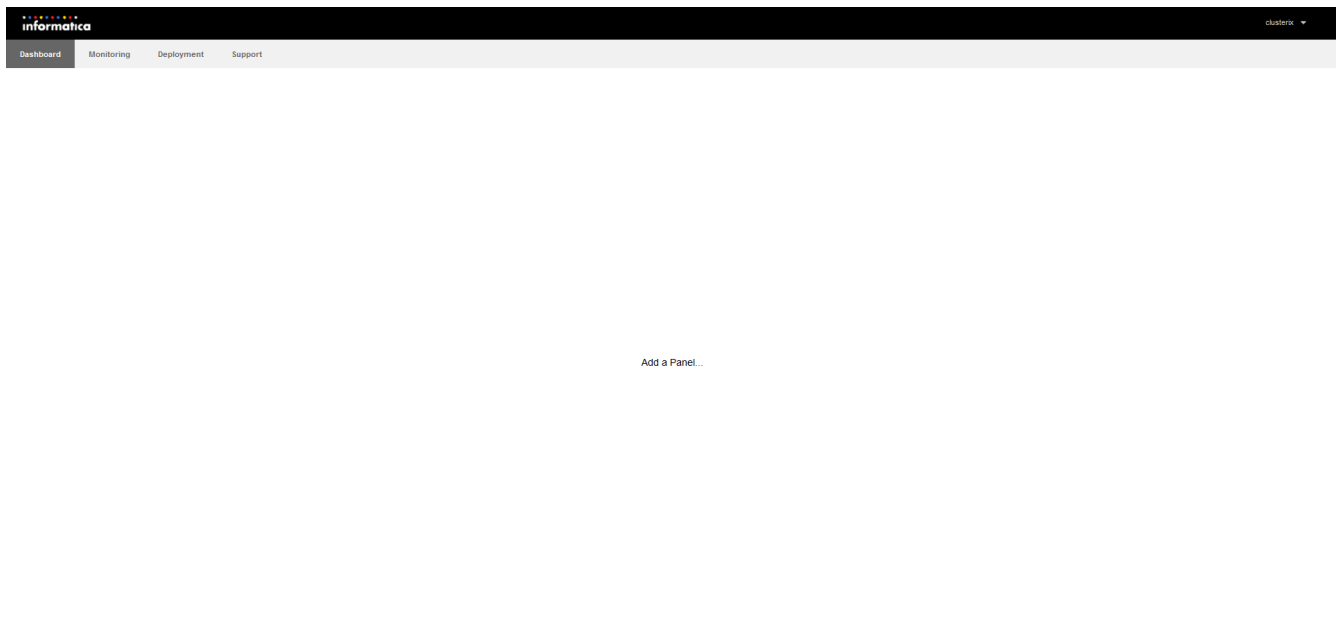 informatica
clusterix
Dashboard Monitoring Deployment Support
Add a Panel...